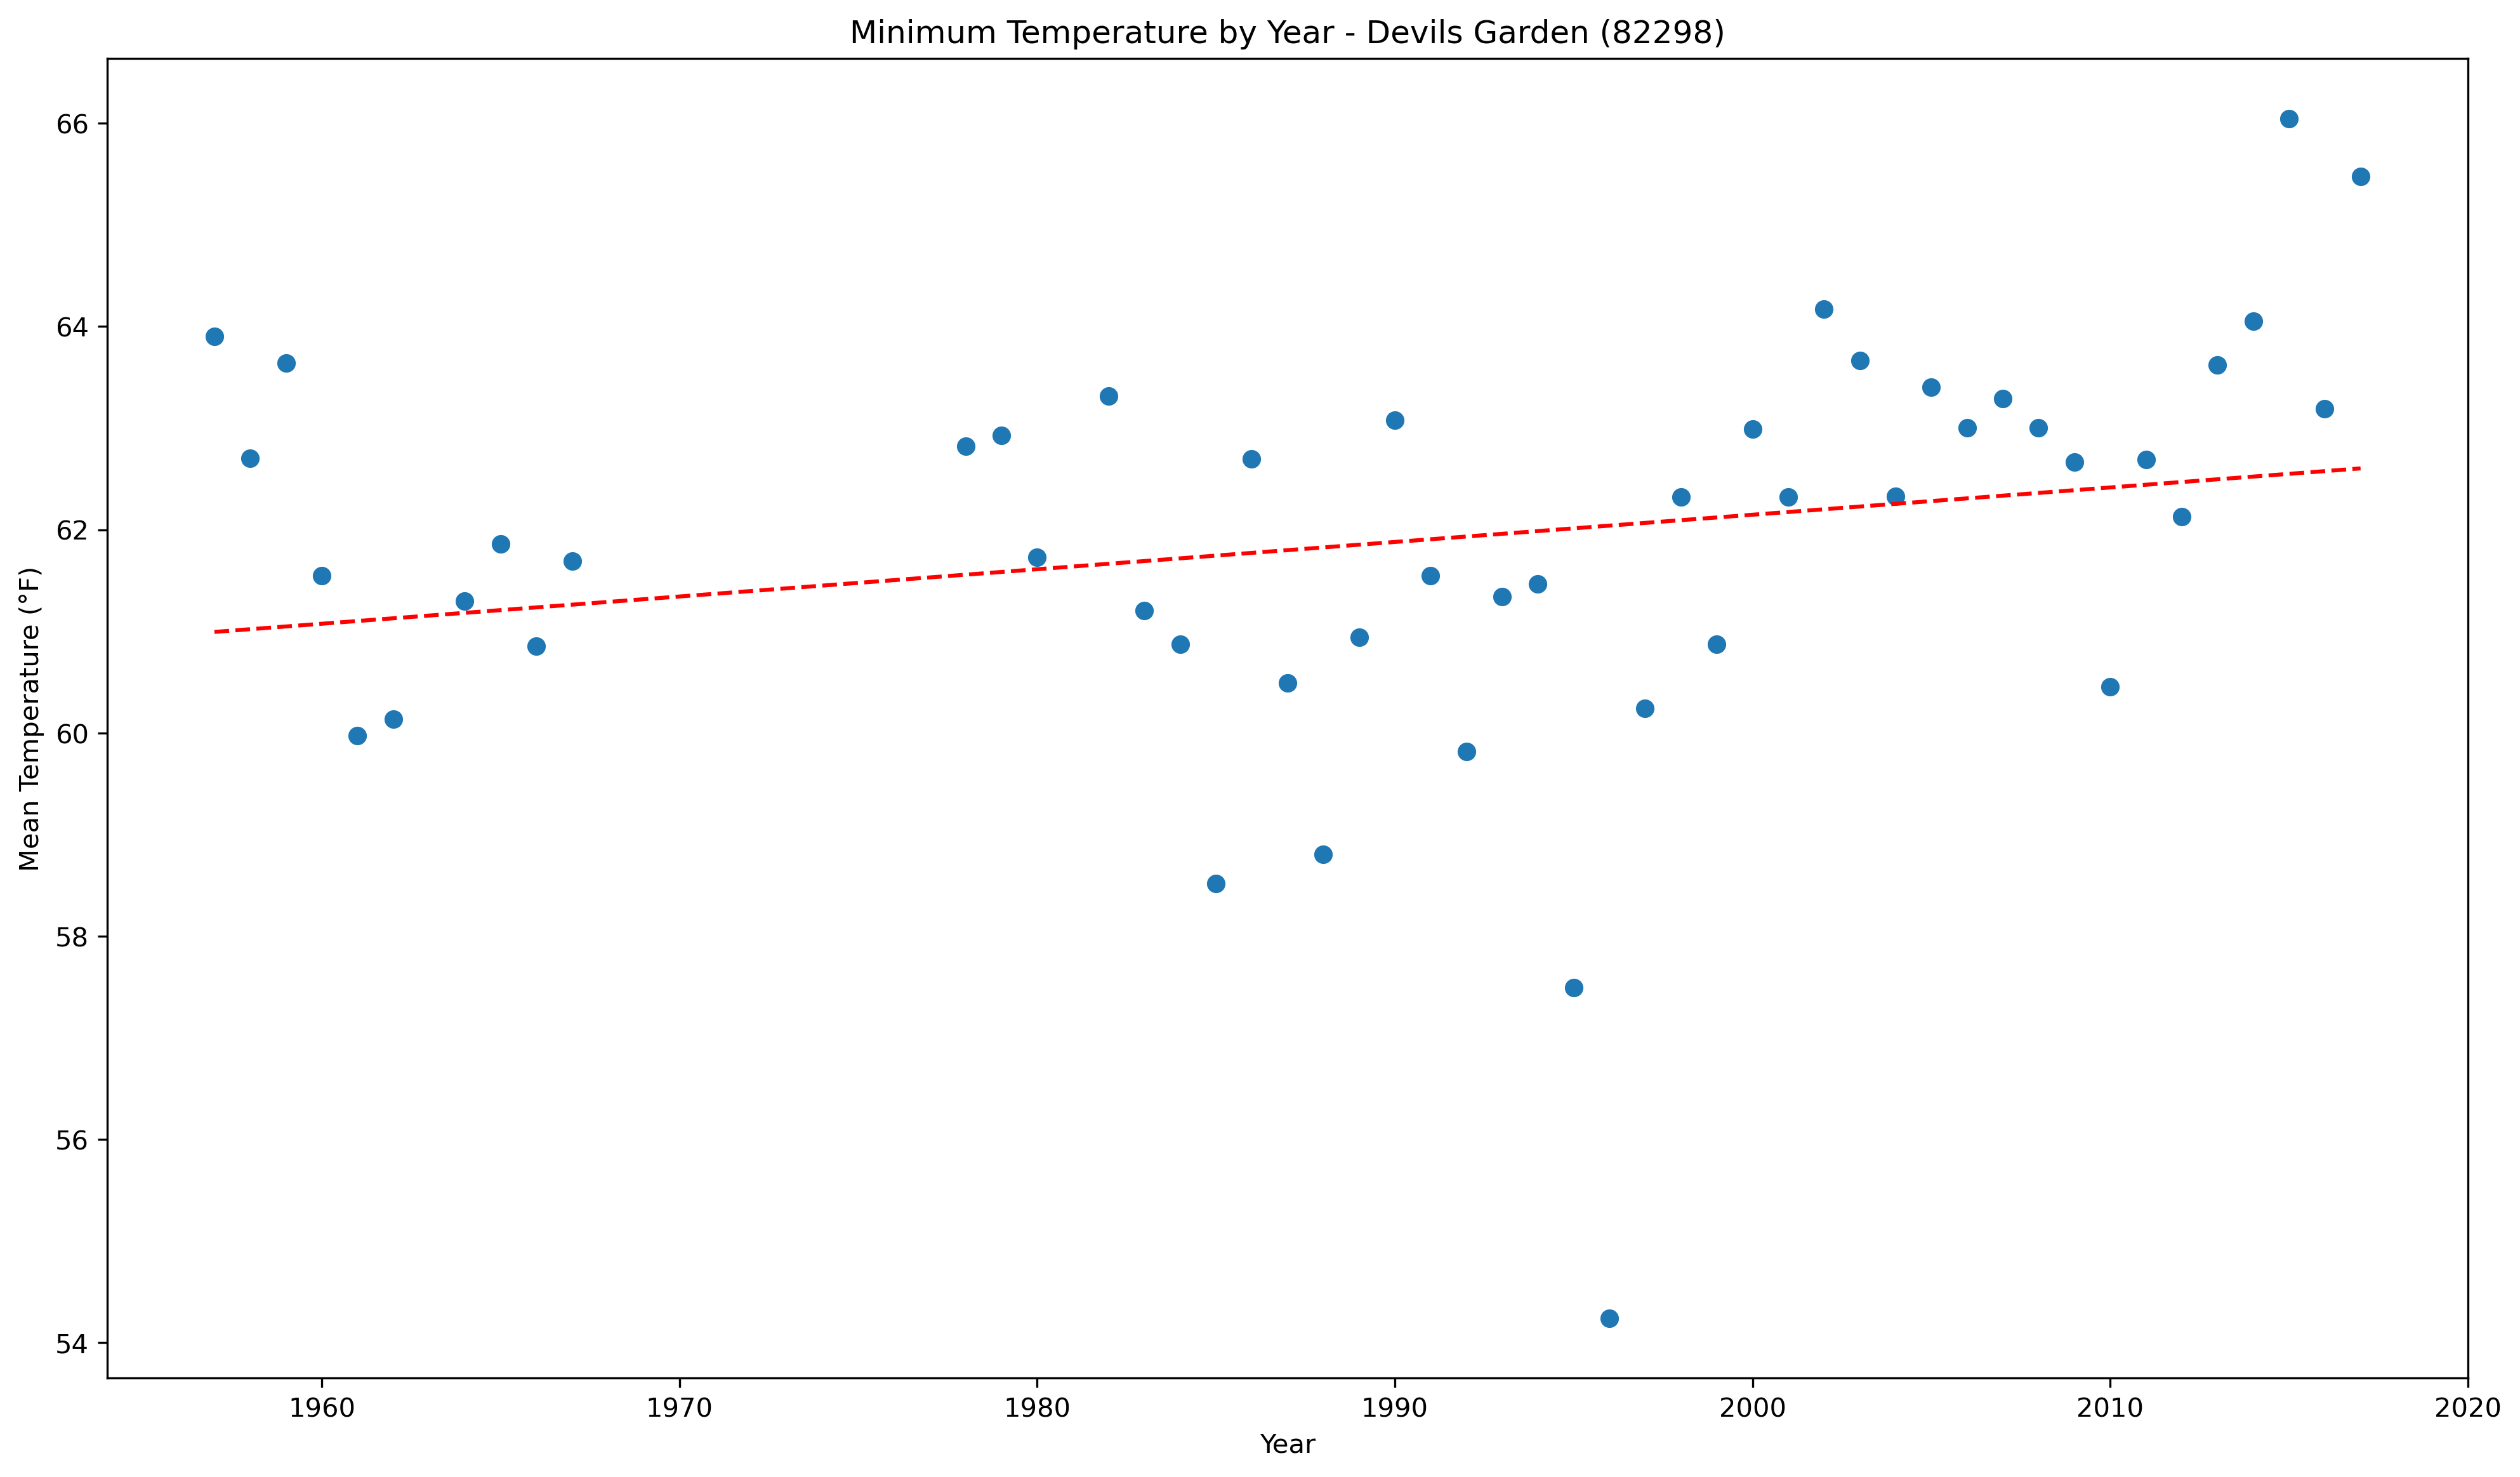 Minimum Temperature by Year - Devils Garden (82298)
Mean Temperature (°F)
66
64
62
60
58
56
54
1960 1970 1980 1990 2000 2010 2020
Year